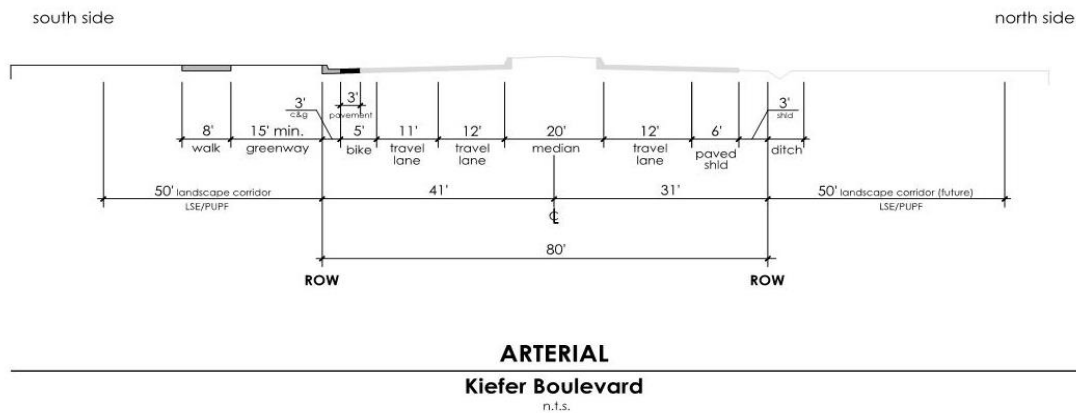 south side
north side
3'
c&g
3'
pavement
3'
shld
8'
walk
15' min.
greenway
5'
bike
11'
travel
lane
12'
travel
lane
20'
median
12'
travel
lane
6'
paved
shld
ditch
50' landscape corridor
LSE/PUPF
41'
31'
50' landscape corridor (future)
LSE/PUPF
℄
80'
ROW
ROW
ARTERIAL
Kiefer Boulevard
n.t.s.